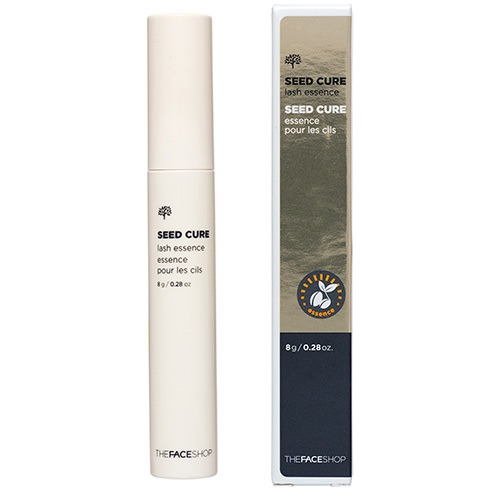 SEED CURE
lash essence
essence
pour les cils
8 g / 0.28 oz
THEFACESHOP
SEED CURE
lash essence
SEED CURE
essence
pour les cils
essence
8 g / 0.28 oz.
THEFACESHOP